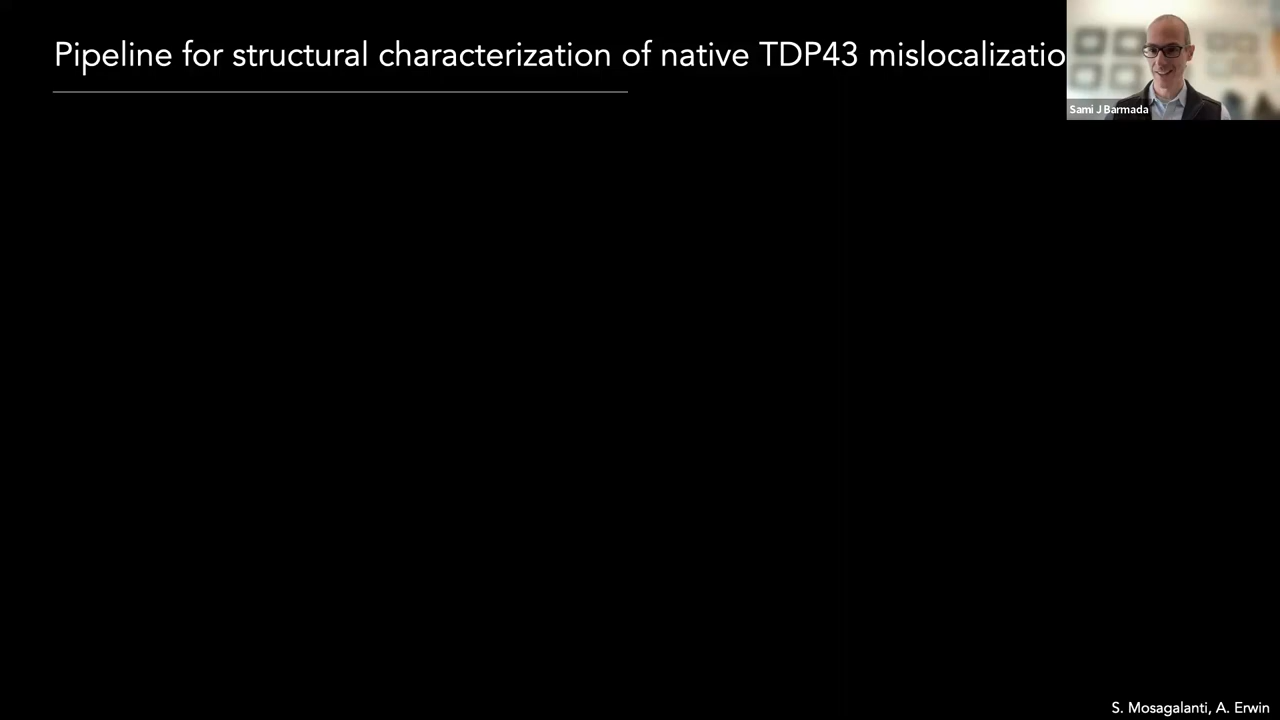 Pipeline for structural characterization of native TDP43 mislocalizatio
Sami J Barmada
S. Mosagalanti, A. Erwin